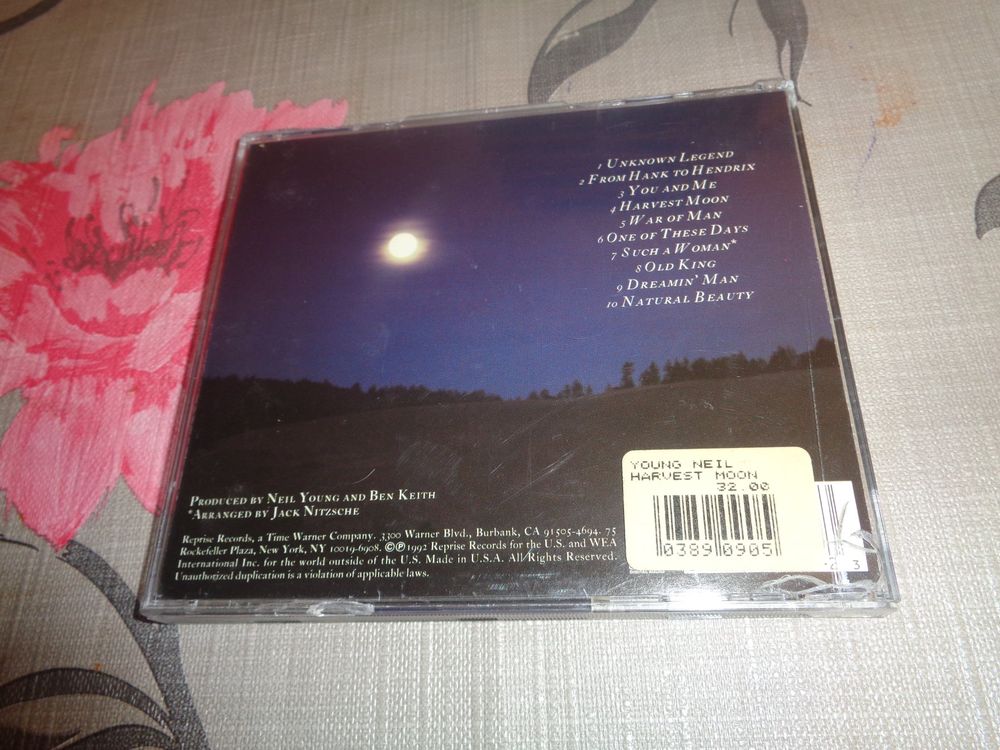 1 UNKNOWN LEGEND
2 FROM HANK TO HENDRIX
3 YOU AND ME
4 HARVEST MOON
5 WAR OF MAN
6 ONE OF THESE DAYS
7 SUCH A WOMAN*
8 OLD KING
9 DREAMIN' MAN
10 NATURAL BEAUTY
PRODUCED BY NEIL YOUNG AND BEN KEITH
*ARRANGED BY JACK NITZSCHE
Reprise Records, a Time Warner Company. 3300 Warner Blvd., Burbank, CA 91505-4694. 75
Rockefeller Plaza, New York, NY 10019-6908. ©℗ 1992 Reprise Records for the U.S. and WEA
International Inc. for the world outside of the U.S. Made in U.S.A. All Rights Reserved.
Unauthorized duplication is a violation of applicable laws.
YOUNG NEIL
HARVEST MOON
32.00
03890905